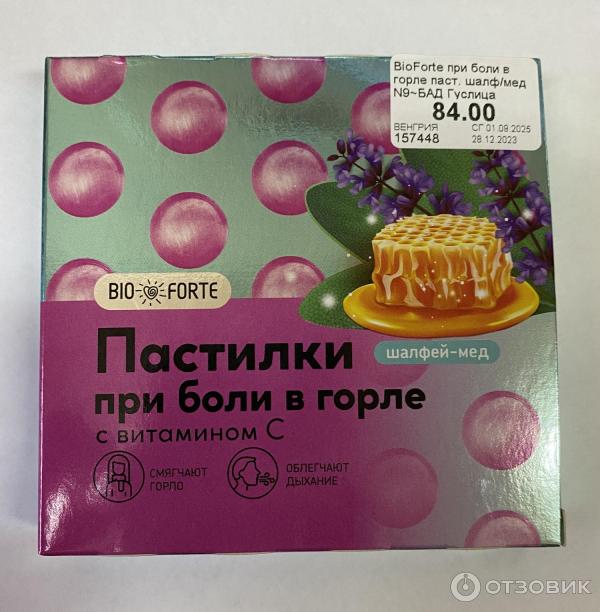 BioForte при боли в
горле паст. шалф/мед
N9~БАД Гуслица
84.00
ВЕНГРИЯ СГ 01.09.2025
157448 28.12.2023
BIO FORTE
Пастилки
шалфей-мед
при боли в горле
с витамином С
СМЯГЧАЮТ
ГОРЛО
ОБЛЕГЧАЮТ
ДЫХАНИЕ
ОТЗОВИК